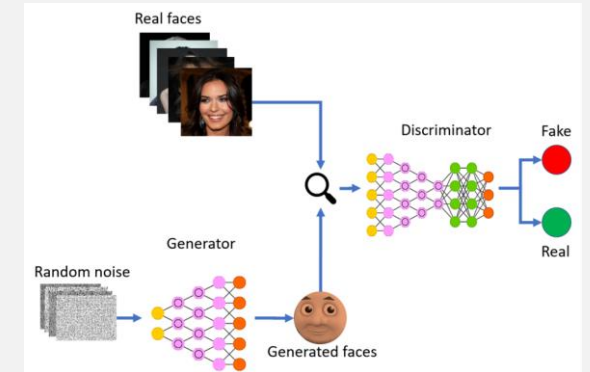 Real faces
Discriminator
Fake
Real
Generator
Random noise
Generated faces